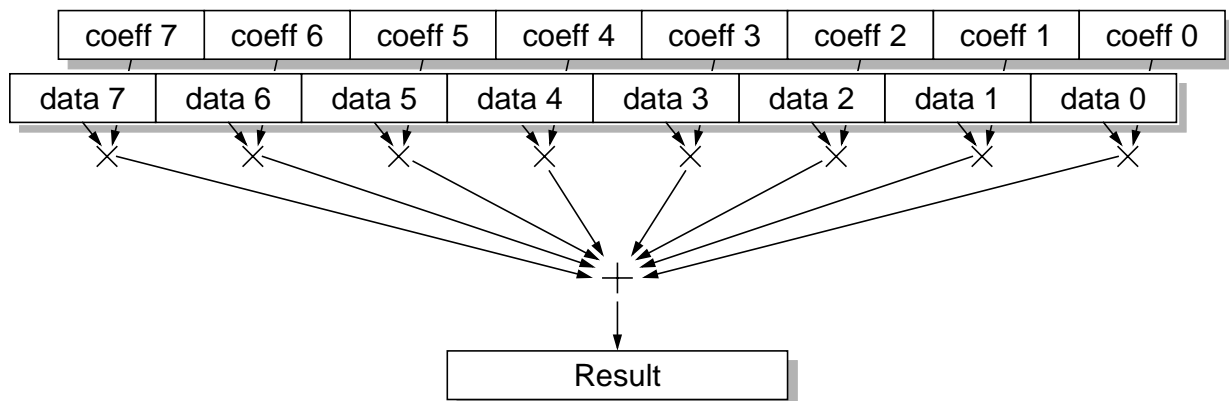 coeff 7 coeff 6 coeff 5 coeff 4 coeff 3 coeff 2 coeff 1 coeff 0
data 7 data 6 data 5 data 4 data 3 data 2 data 1 data 0
Result